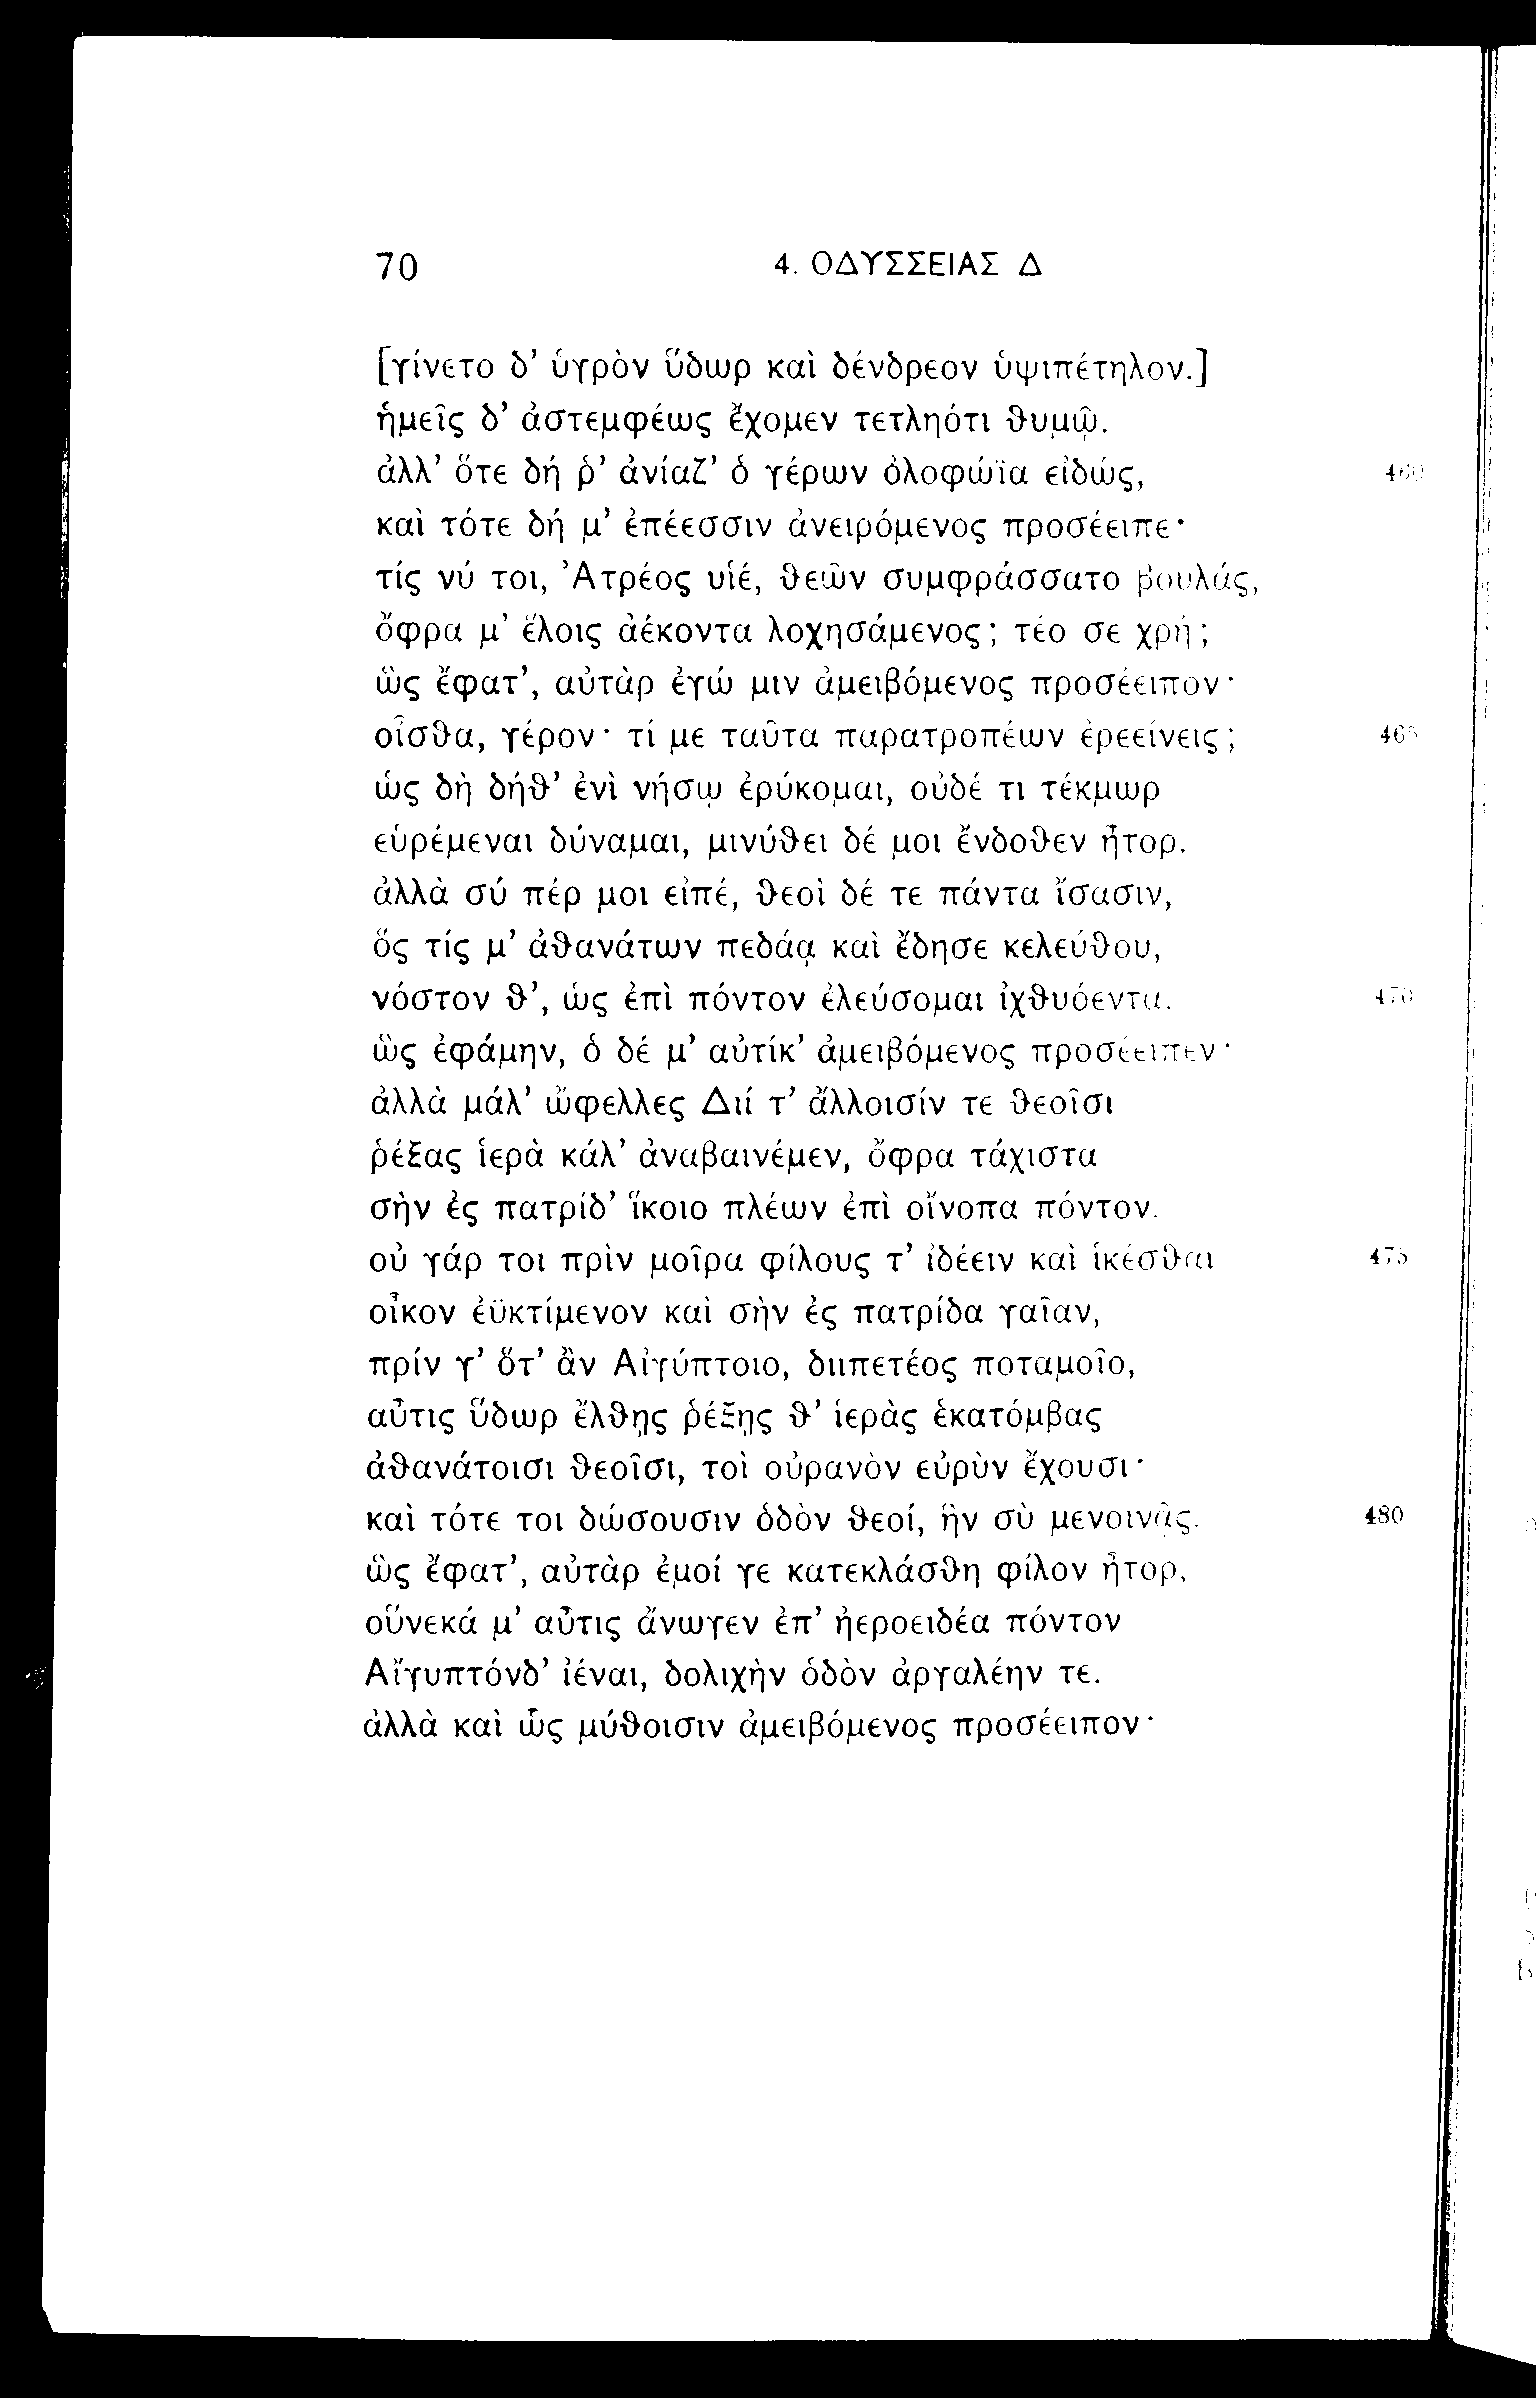 70 4. ΟΔΥΣΣΕΙΑΣ Δ
[γίνετο δ’ ὑγρὸν ὕδωρ καὶ δένδρεον ὑψιπέτηλον.]
ἡμεῖς δ’ ἀστεμφέως ἔχομεν τετληότι θυμῷ.
ἀλλ’ ὅτε δή ῥ’ ἀνίαζ’ ὁ γέρων ὀλοφώϊα εἰδώς, 460
καὶ τότε δή μ’ ἐπέεσσιν ἀνειρόμενος προσέειπε·
τίς νύ τοι, Ἀτρέος υἱέ, θεῶν συμφράσσατο βουλάς,
ὄφρα μ’ ἕλοις ἀέκοντα λοχησάμενος; τέο σε χρή;
ὣς ἔφατ’, αὐτὰρ ἐγώ μιν ἀμειβόμενος προσέειπον·
οἶσθα, γέρον· τί με ταῦτα παρατροπέων ἐρεείνεις; 465
ὡς δὴ δήθ’ ἐνὶ νήσῳ ἐρύκομαι, οὐδέ τι τέκμωρ
εὑρέμεναι δύναμαι, μινύθει δέ μοι ἔνδοθεν ἦτορ.
ἀλλὰ σύ πέρ μοι εἰπέ, θεοὶ δέ τε πάντα ἴσασιν,
ὅς τίς μ’ ἀθανάτων πεδάᾳ καὶ ἔδησε κελεύθου,
νόστον θ’, ὡς ἐπὶ πόντον ἐλεύσομαι ἰχθυόεντα. 470
ὣς ἐφάμην, ὁ δέ μ’ αὐτίκ’ ἀμειβόμενος προσέειπεν·
ἀλλὰ μάλ’ ὤφελλες Διί τ’ ἄλλοισίν τε θεοῖσι
ῥέξας ἱερὰ κάλ’ ἀναβαινέμεν, ὄφρα τάχιστα
σὴν ἐς πατρίδ’ ἵκοιο πλέων ἐπὶ οἴνοπα πόντον.
οὐ γάρ τοι πρὶν μοῖρα φίλους τ’ ἰδέειν καὶ ἱκέσθαι 475
οἶκον ἐϋκτίμενον καὶ σὴν ἐς πατρίδα γαῖαν,
πρίν γ’ ὅτ’ ἂν Αἰγύπτοιο, διιπετέος ποταμοῖο,
αὖτις ὕδωρ ἔλθῃς ῥέξῃς θ’ ἱερὰς ἑκατόμβας
ἀθανάτοισι θεοῖσι, τοὶ οὐρανὸν εὐρὺν ἔχουσι·
καὶ τότε τοι δώσουσιν ὁδὸν θεοί, ἣν σὺ μενοινᾷς. 480
ὣς ἔφατ’, αὐτὰρ ἐμοί γε κατεκλάσθη φίλον ἦτορ,
οὕνεκά μ’ αὖτις ἄνωγεν ἐπ’ ἠεροειδέα πόντον
Αἴγυπτόνδ’ ἰέναι, δολιχὴν ὁδὸν ἀργαλέην τε.
ἀλλὰ καὶ ὧς μύθοισιν ἀμειβόμενος προσέειπον·